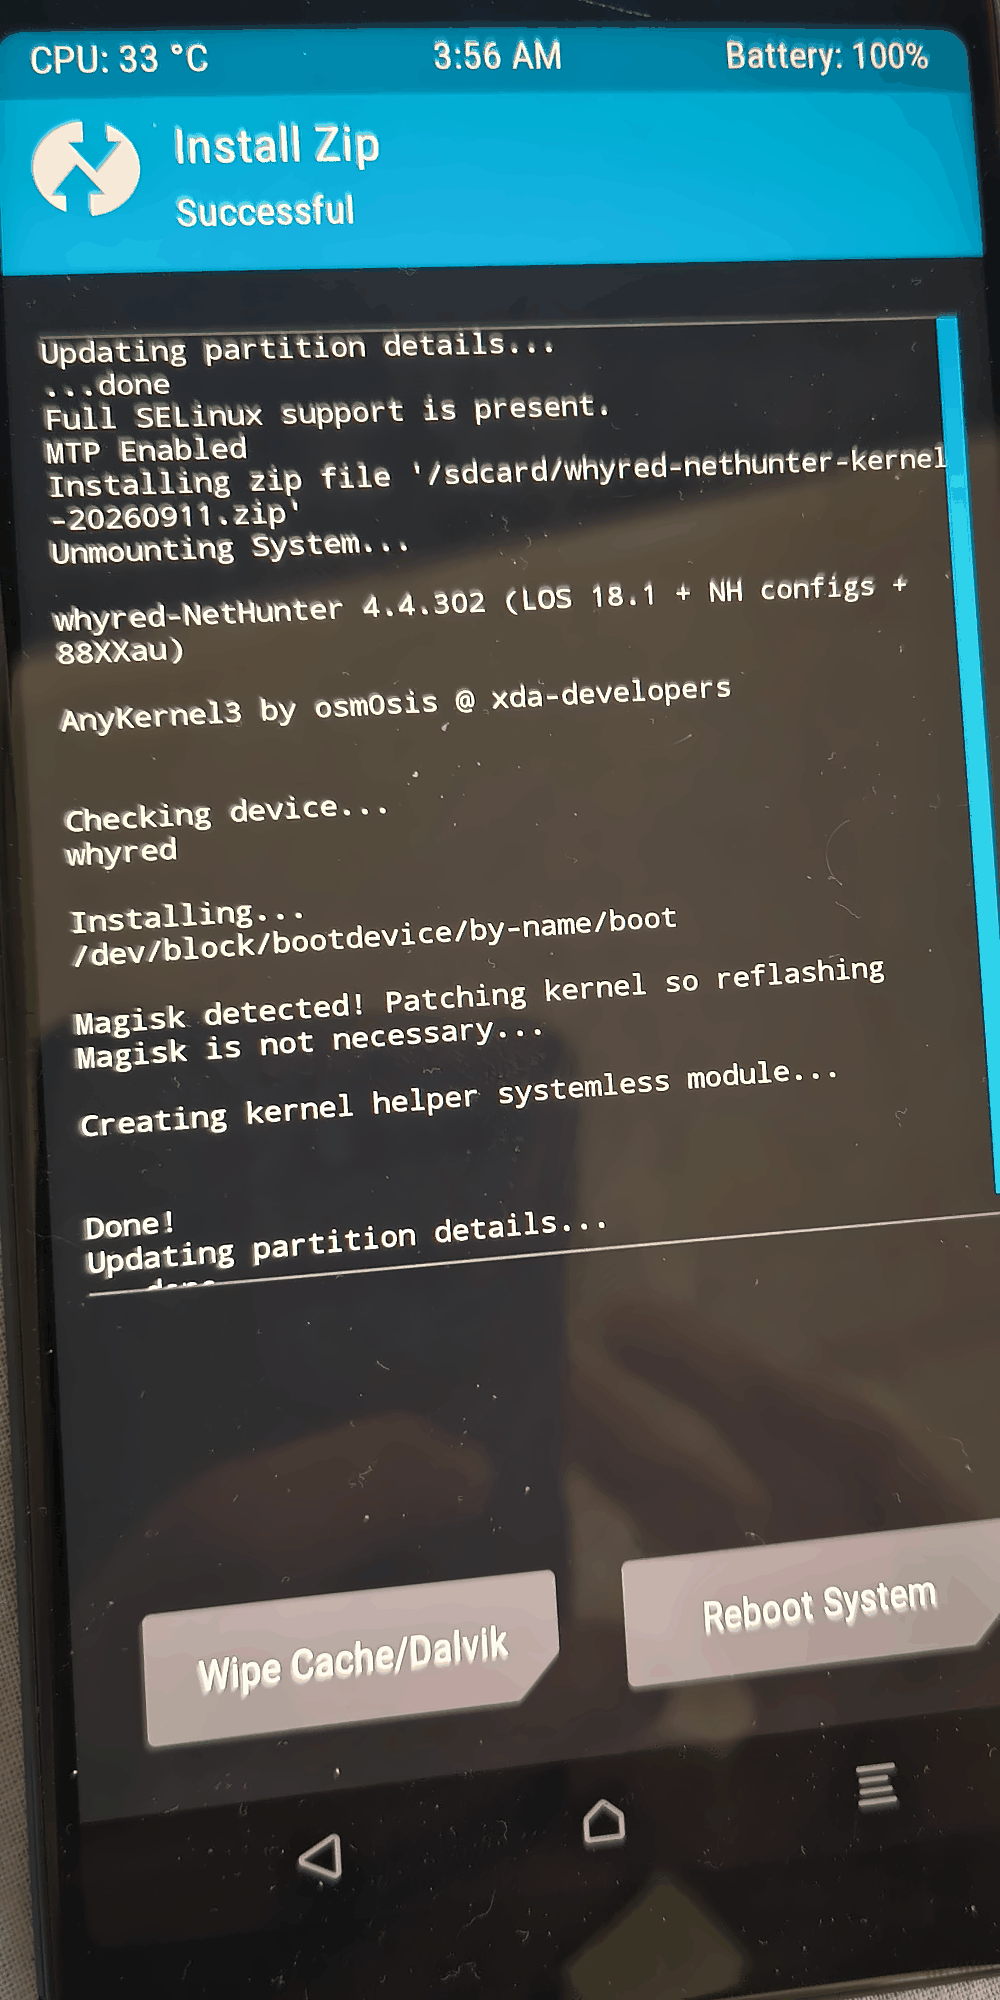 CPU: 33 °C 3:56 AM Battery: 100%
Install Zip
Successful
Updating partition details...
...done
Full SELinux support is present.
MTP Enabled
Installing zip file '/sdcard/whyred-nethunter-kernel
-20260911.zip'
Unmounting System...
whyred-NetHunter 4.4.302 (LOS 18.1 + NH configs +
88XXau)
AnyKernel3 by osm0sis @ xda-developers
Checking device...
whyred
Installing...
/dev/block/bootdevice/by-name/boot
Magisk detected! Patching kernel so reflashing
Magisk is not necessary...
Creating kernel helper systemless module...
Done!
Updating partition details...
...done
Wipe Cache/Dalvik
Reboot System